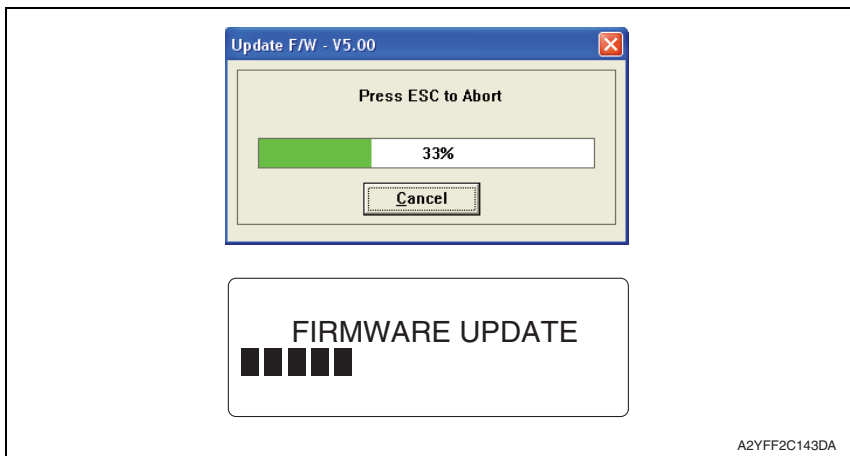 Update F/W - V5.00
Press ESC to Abort
33%
Cancel
FIRMWARE UPDATE
A2YFF2C143DA